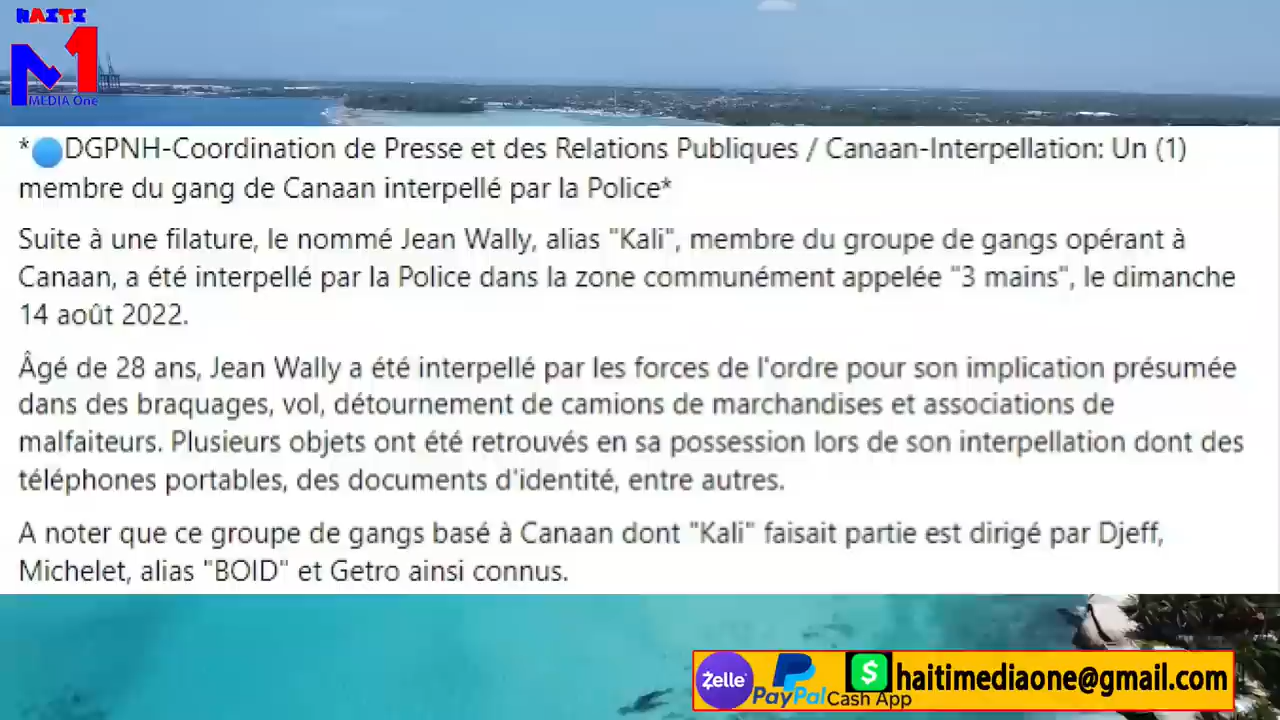 HAITI
M1
MEDIA One
*🔵DGPNH-Coordination de Presse et des Relations Publiques / Canaan-Interpellation: Un (1)
membre du gang de Canaan interpellé par la Police*
Suite à une filature, le nommé Jean Wally, alias "Kali", membre du groupe de gangs opérant à
Canaan, a été interpellé par la Police dans la zone communément appelée "3 mains", le dimanche
14 août 2022.
Âgé de 28 ans, Jean Wally a été interpellé par les forces de l'ordre pour son implication présumée
dans des braquages, vol, détournement de camions de marchandises et associations de
malfaiteurs. Plusieurs objets ont été retrouvés en sa possession lors de son interpellation dont des
téléphones portables, des documents d'identité, entre autres.
A noter que ce groupe de gangs basé à Canaan dont "Kali" faisait partie est dirigé par Djeff,
Michelet, alias "BOID" et Getro ainsi connus.
Zelle PayPal $ Cash App haitimediaone@gmail.com